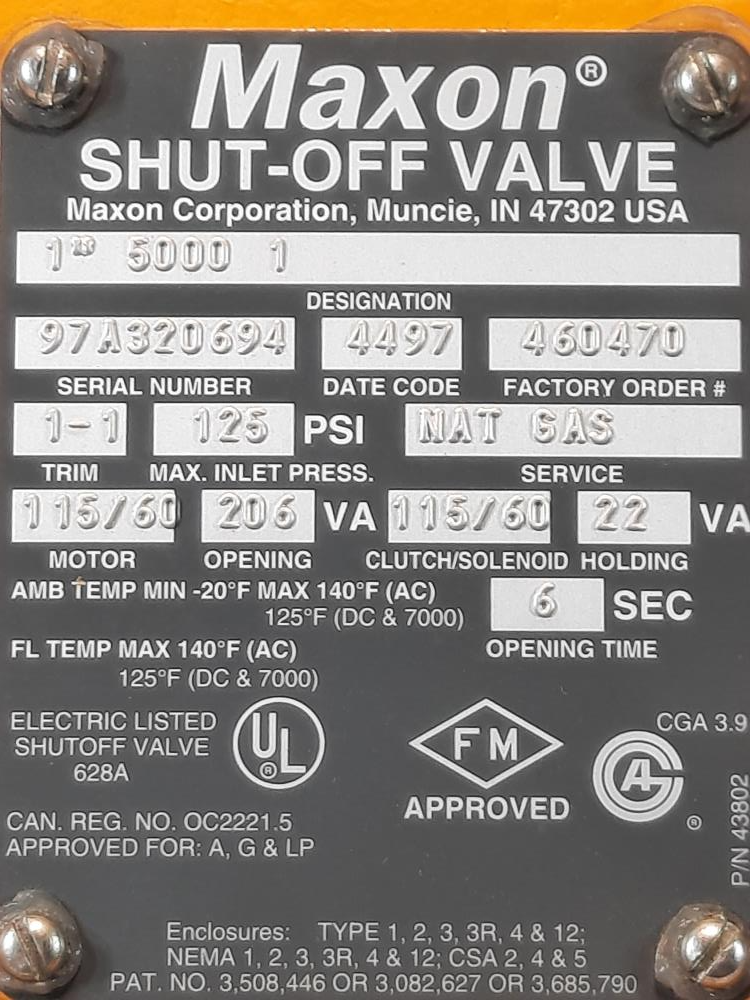 Maxon®
SHUT-OFF VALVE
Maxon Corporation, Muncie, IN 47302 USA
1" 5000 1
DESIGNATION
97A320694 4497 460470
SERIAL NUMBER DATE CODE FACTORY ORDER #
1-1 125 PSI NAT GAS
TRIM MAX. INLET PRESS. SERVICE
115/60 206 VA 115/60 22 VA
MOTOR OPENING CLUTCH/SOLENOID HOLDING
AMB TEMP MIN -20°F MAX 140°F (AC)
125°F (DC & 7000)
6 SEC
OPENING TIME
FL TEMP MAX 140°F (AC)
125°F (DC & 7000)
ELECTRIC LISTED
SHUTOFF VALVE
628A
UL ®
FM
APPROVED
CGA 3.9
CGA ®
P/N 43802
CAN. REG. NO. OC2221.5
APPROVED FOR: A, G & LP
Enclosures: TYPE 1, 2, 3, 3R, 4 & 12;
NEMA 1, 2, 3, 3R, 4 & 12; CSA 2, 4 & 5
PAT. NO. 3,508,446 OR 3,082,627 OR 3,685,790